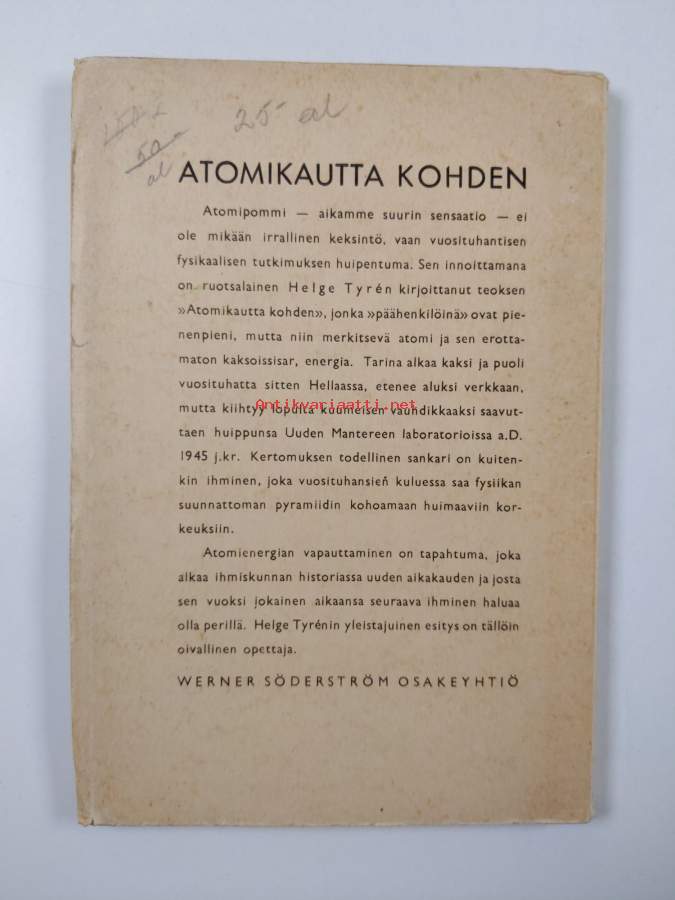 25- al
50-
al
ATOMIKAUTTA KOHDEN
Atomipommi — aikamme suurin sensaatio — ei
ole mikään irrallinen keksintö, vaan vuosituhantisen
fysikaalisen tutkimuksen huipentuma. Sen innoittamana
on ruotsalainen Helge Tyrén kirjoittanut teoksen
»Atomikautta kohden», jonka »päähenkilöinä» ovat pie-
nenpieni, mutta niin merkitsevä atomi ja sen erotta-
maton kaksoissisar, energia. Tarina alkaa kaksi ja puoli
vuosituhatta sitten Hellaassa, etenee aluksi verkkaan,
Antikvariaatti.net
mutta kiihtyy lopulta kuumeisen vauhdikkaaksi saavut-
taen huippunsa Uuden Mantereen laboratorioissa a.D.
1945 j.kr. Kertomuksen todellinen sankari on kuiten-
kin ihminen, joka vuosituhansien kuluessa saa fysiikan
suunnattoman pyramiidin kohoamaan huimaaviin kor-
keuksiin.
Atomienergian vapauttaminen on tapahtuma, joka
alkaa ihmiskunnan historiassa uuden aikakauden ja josta
sen vuoksi jokainen aikaansa seuraava ihminen haluaa
olla perillä. Helge Tyrénin yleistajuinen esitys on tällöin
oivallinen opettaja.
WERNER SÖDERSTRÖM OSAKEYHTIÖ